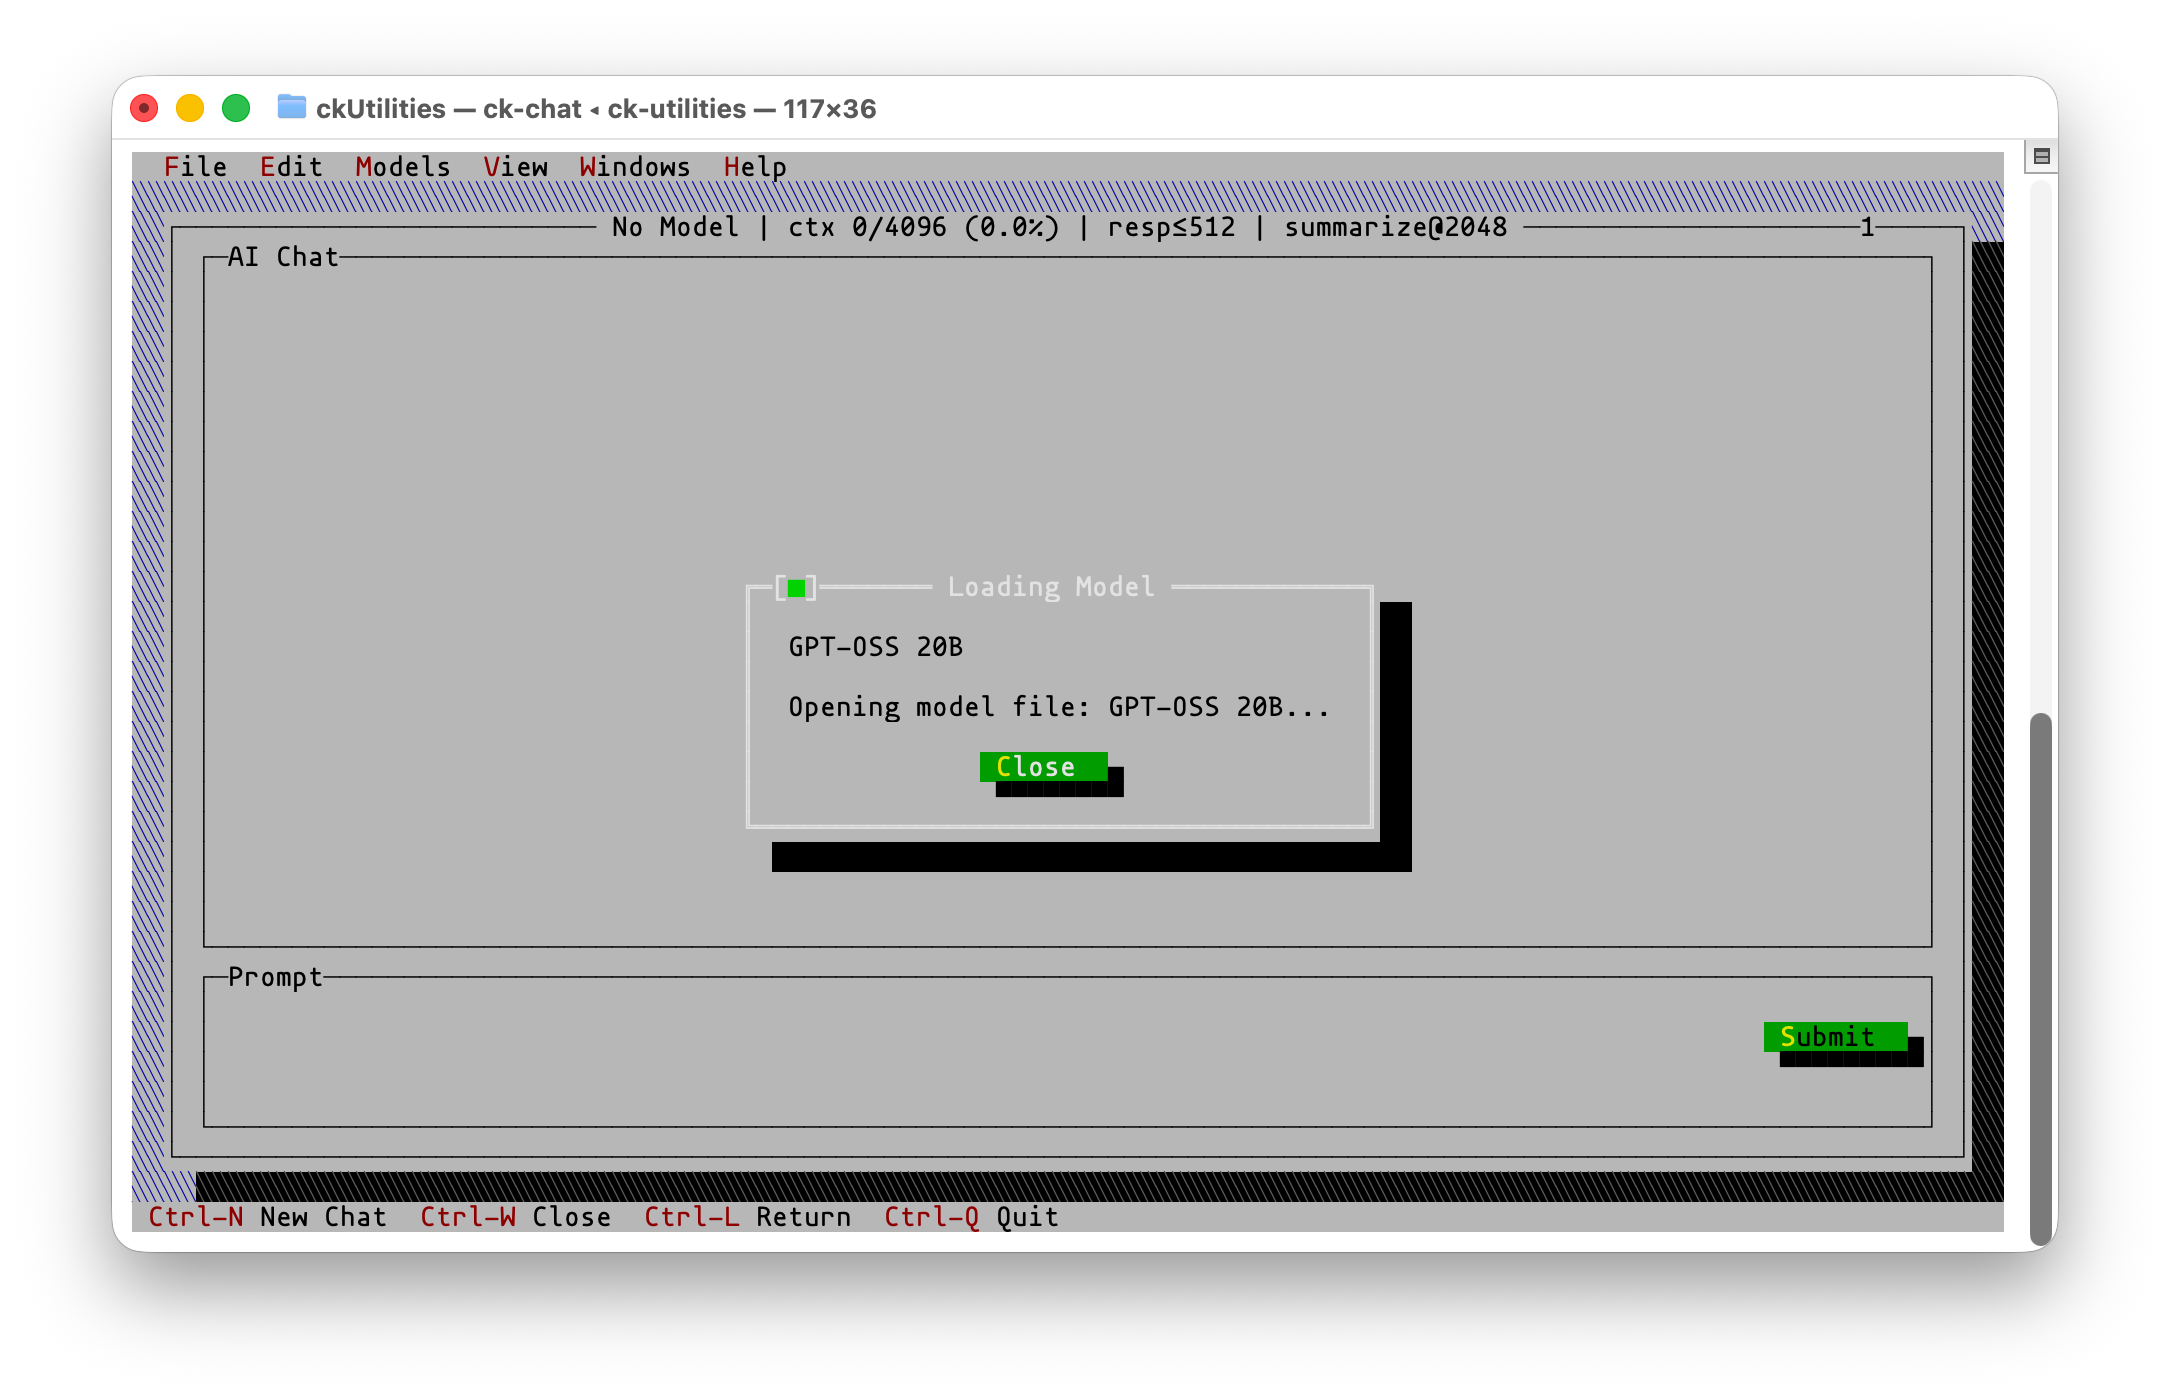 ckUtilities — ck-chat ◂ ck-utilities — 117×36
File Edit Models View Windows Help
No Model | ctx 0/4096 (0.0%) | resp≤512 | summarize@2048
1
AI Chat
Loading Model
GPT-OSS 20B
Opening model file: GPT-OSS 20B...
Close
Prompt
Submit
Ctrl-N New Chat Ctrl-W Close Ctrl-L Return Ctrl-Q Quit